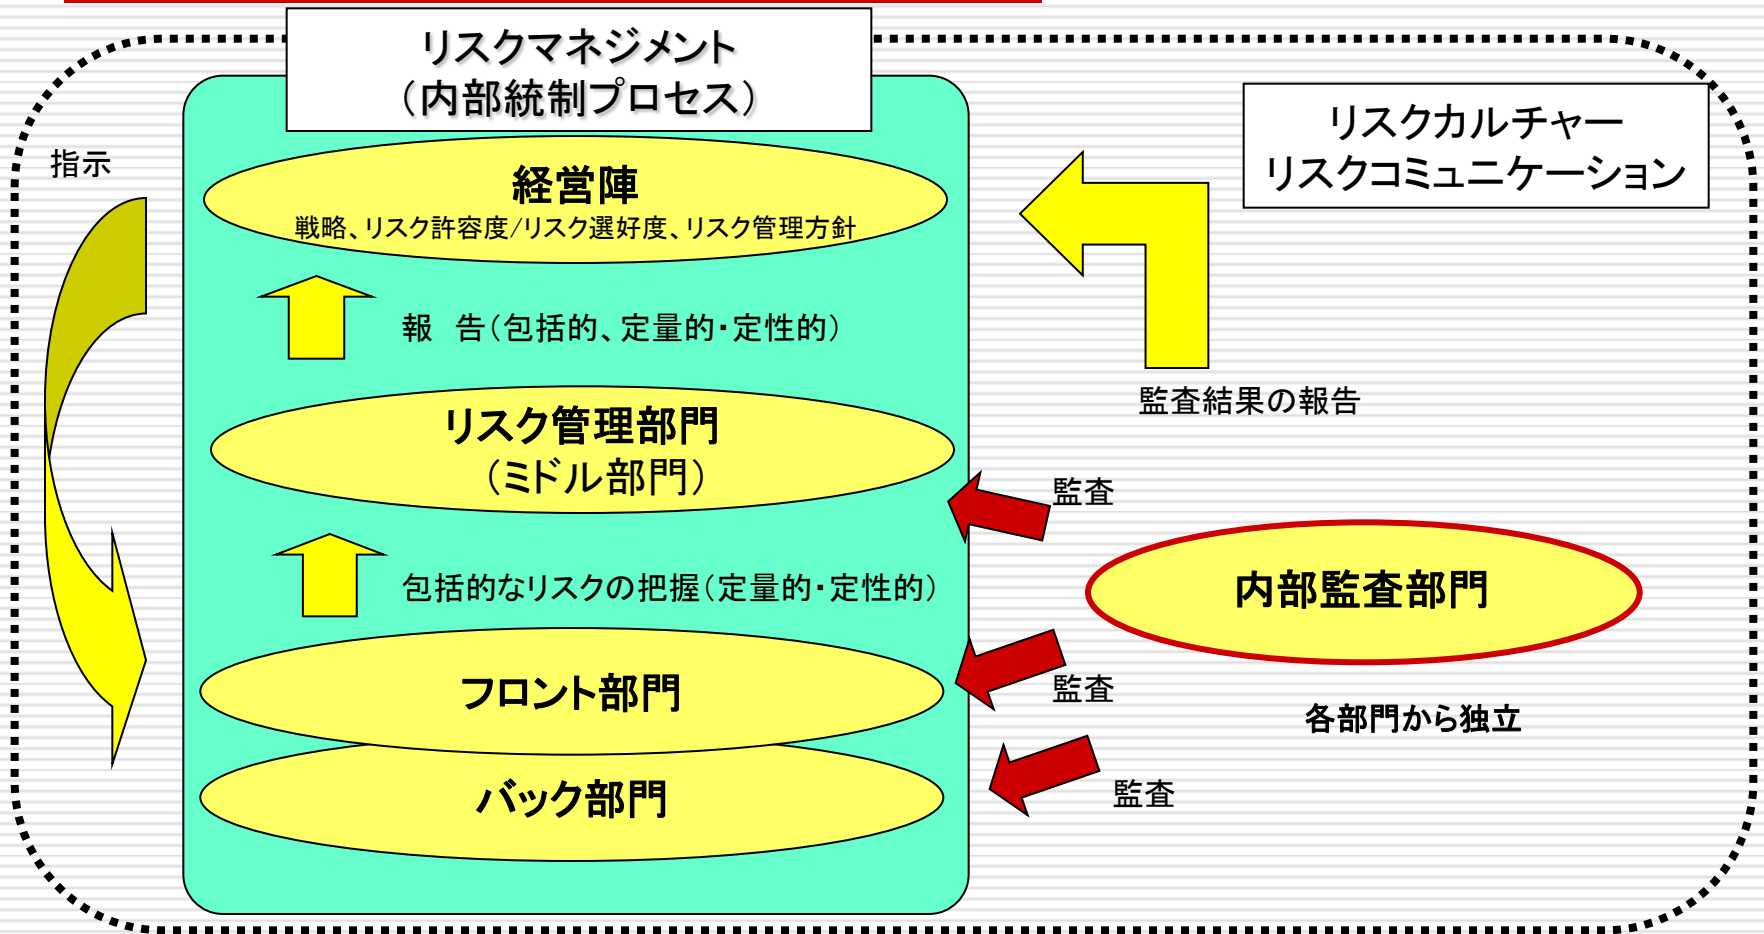 リスクマネジメント
（内部統制プロセス）
リスクカルチャー
リスクコミュニケーション
指示
経営陣
戦略、リスク許容度/リスク選好度、リスク管理方針
報　告（包括的、定量的・定性的）
監査結果の報告
リスク管理部門
（ミドル部門）
監査
内部監査部門
包括的なリスクの把握（定量的・定性的）
フロント部門
監査
各部門から独立
バック部門
監査